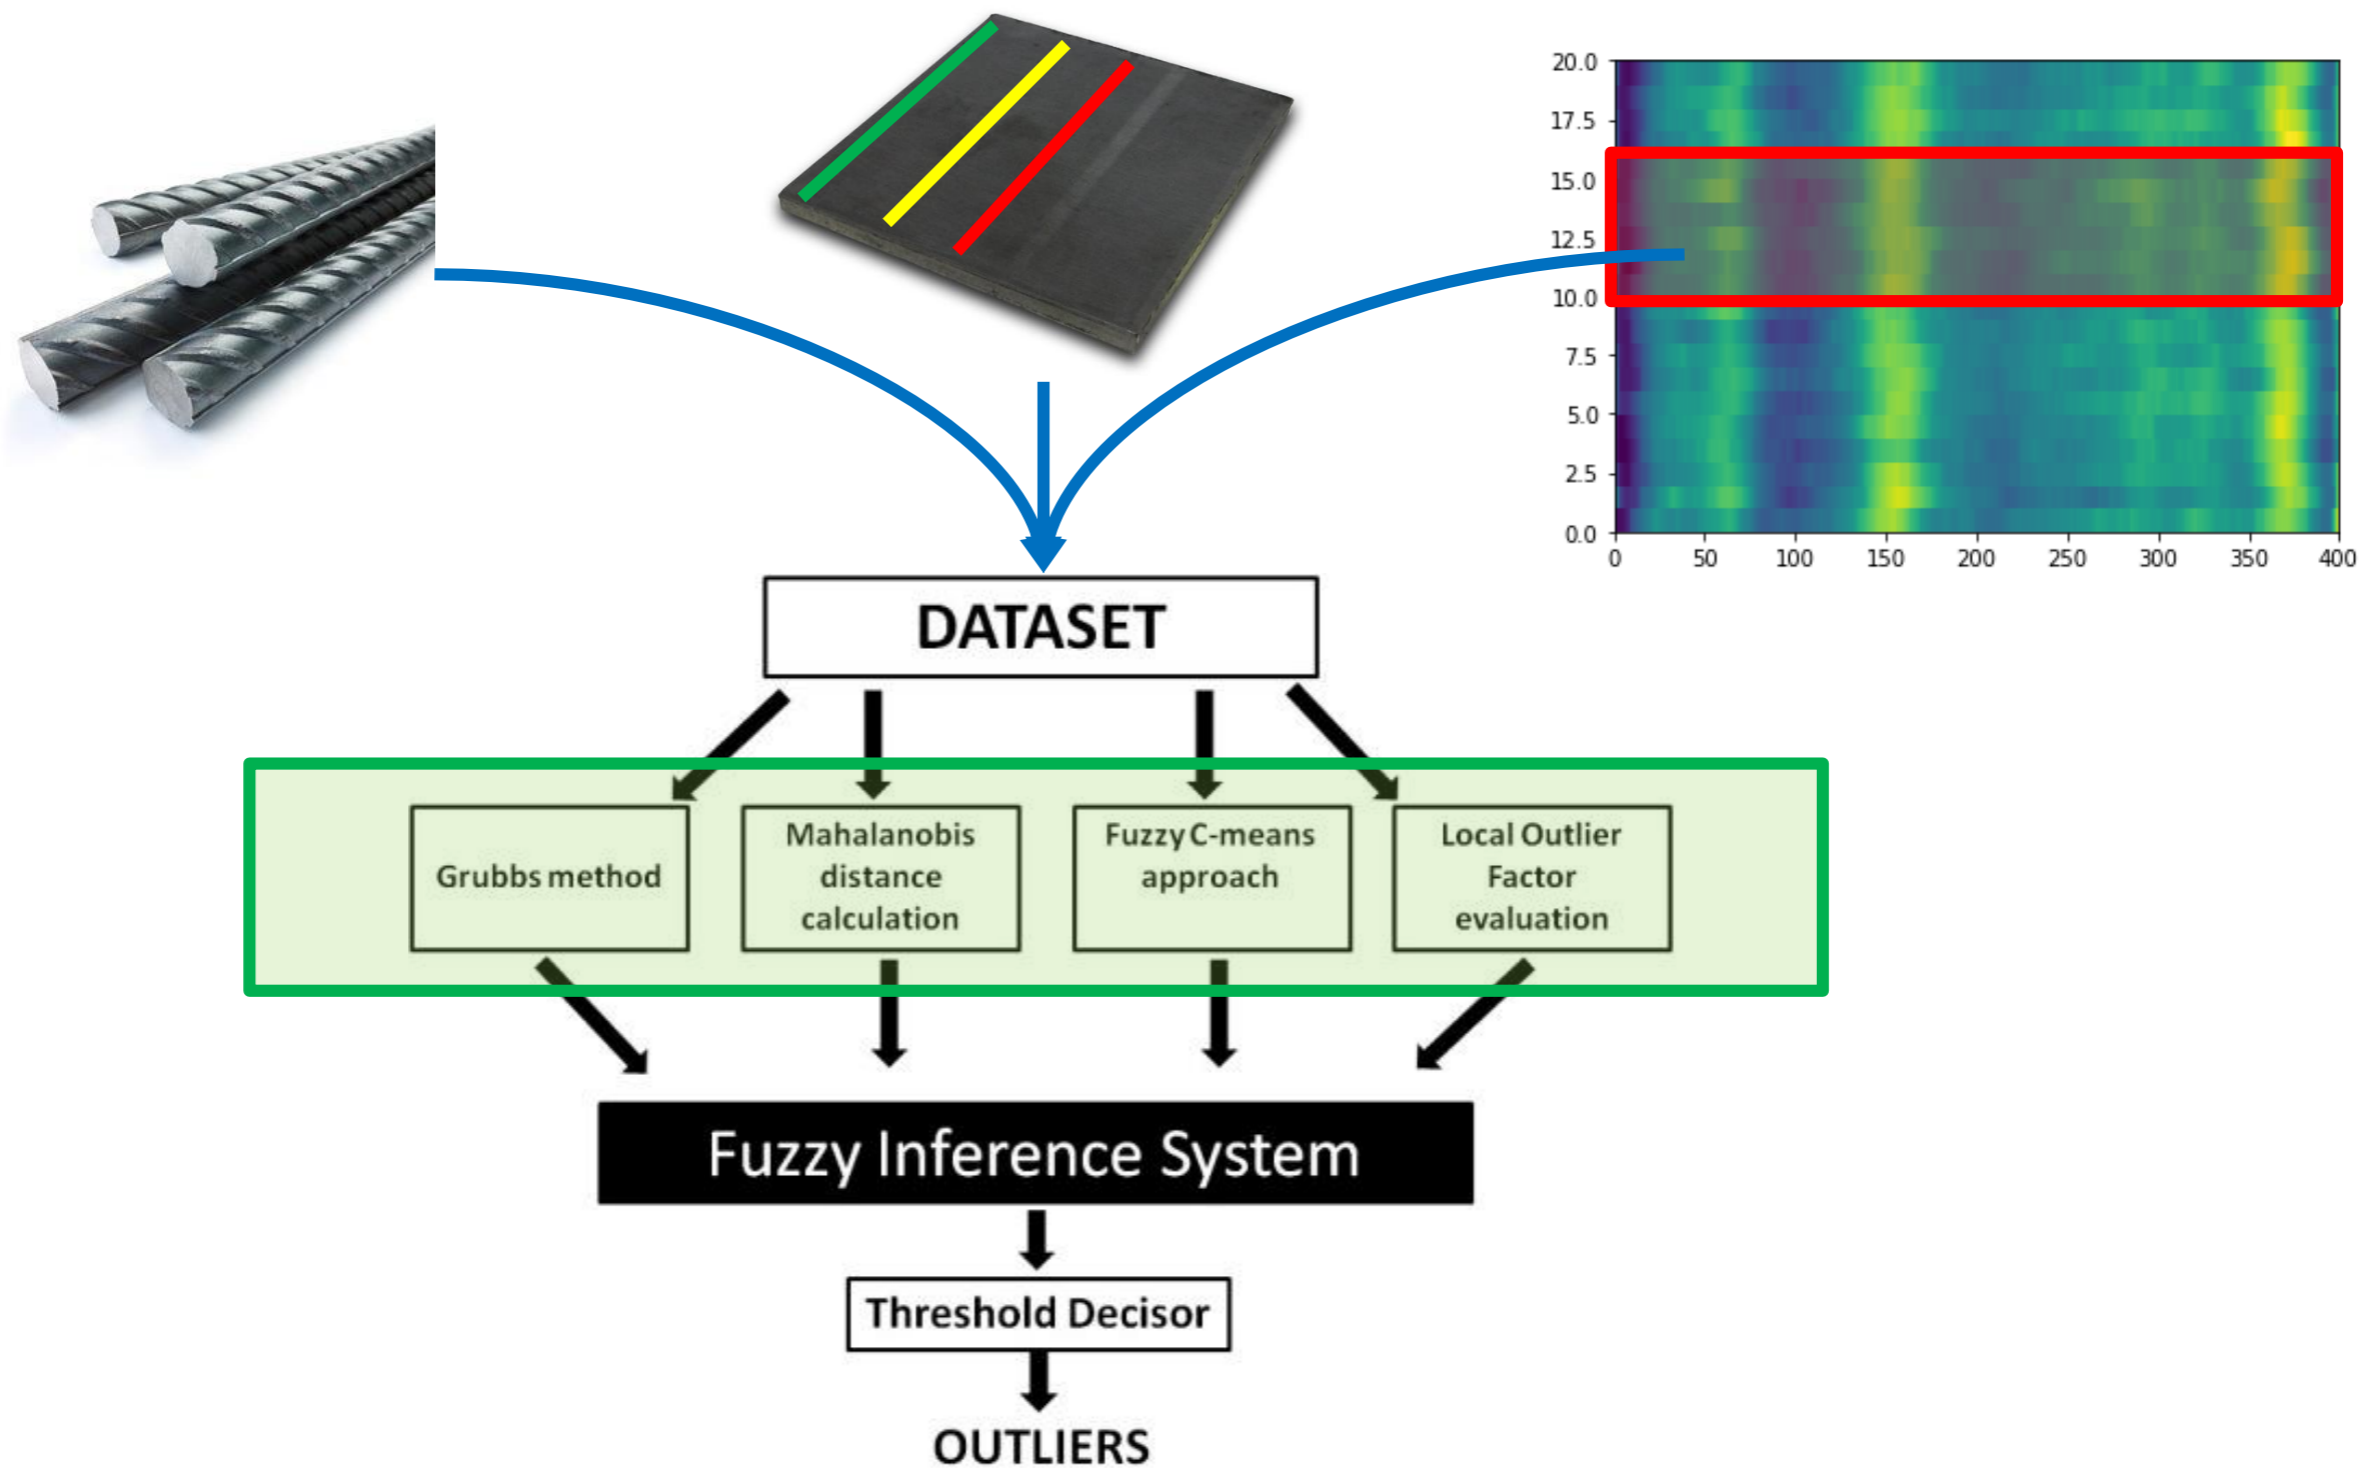 20.0
17.5
15.0
12.5
10.0
7.5
5.0
2.5
0.0
0 50 100 150 200 250 300 350 400
DATASET
Grubbs method
Mahalanobis
distance
calculation
Fuzzy C-means
approach
Local Outlier
Factor
evaluation
Fuzzy Inference System
Threshold Decisor
OUTLIERS